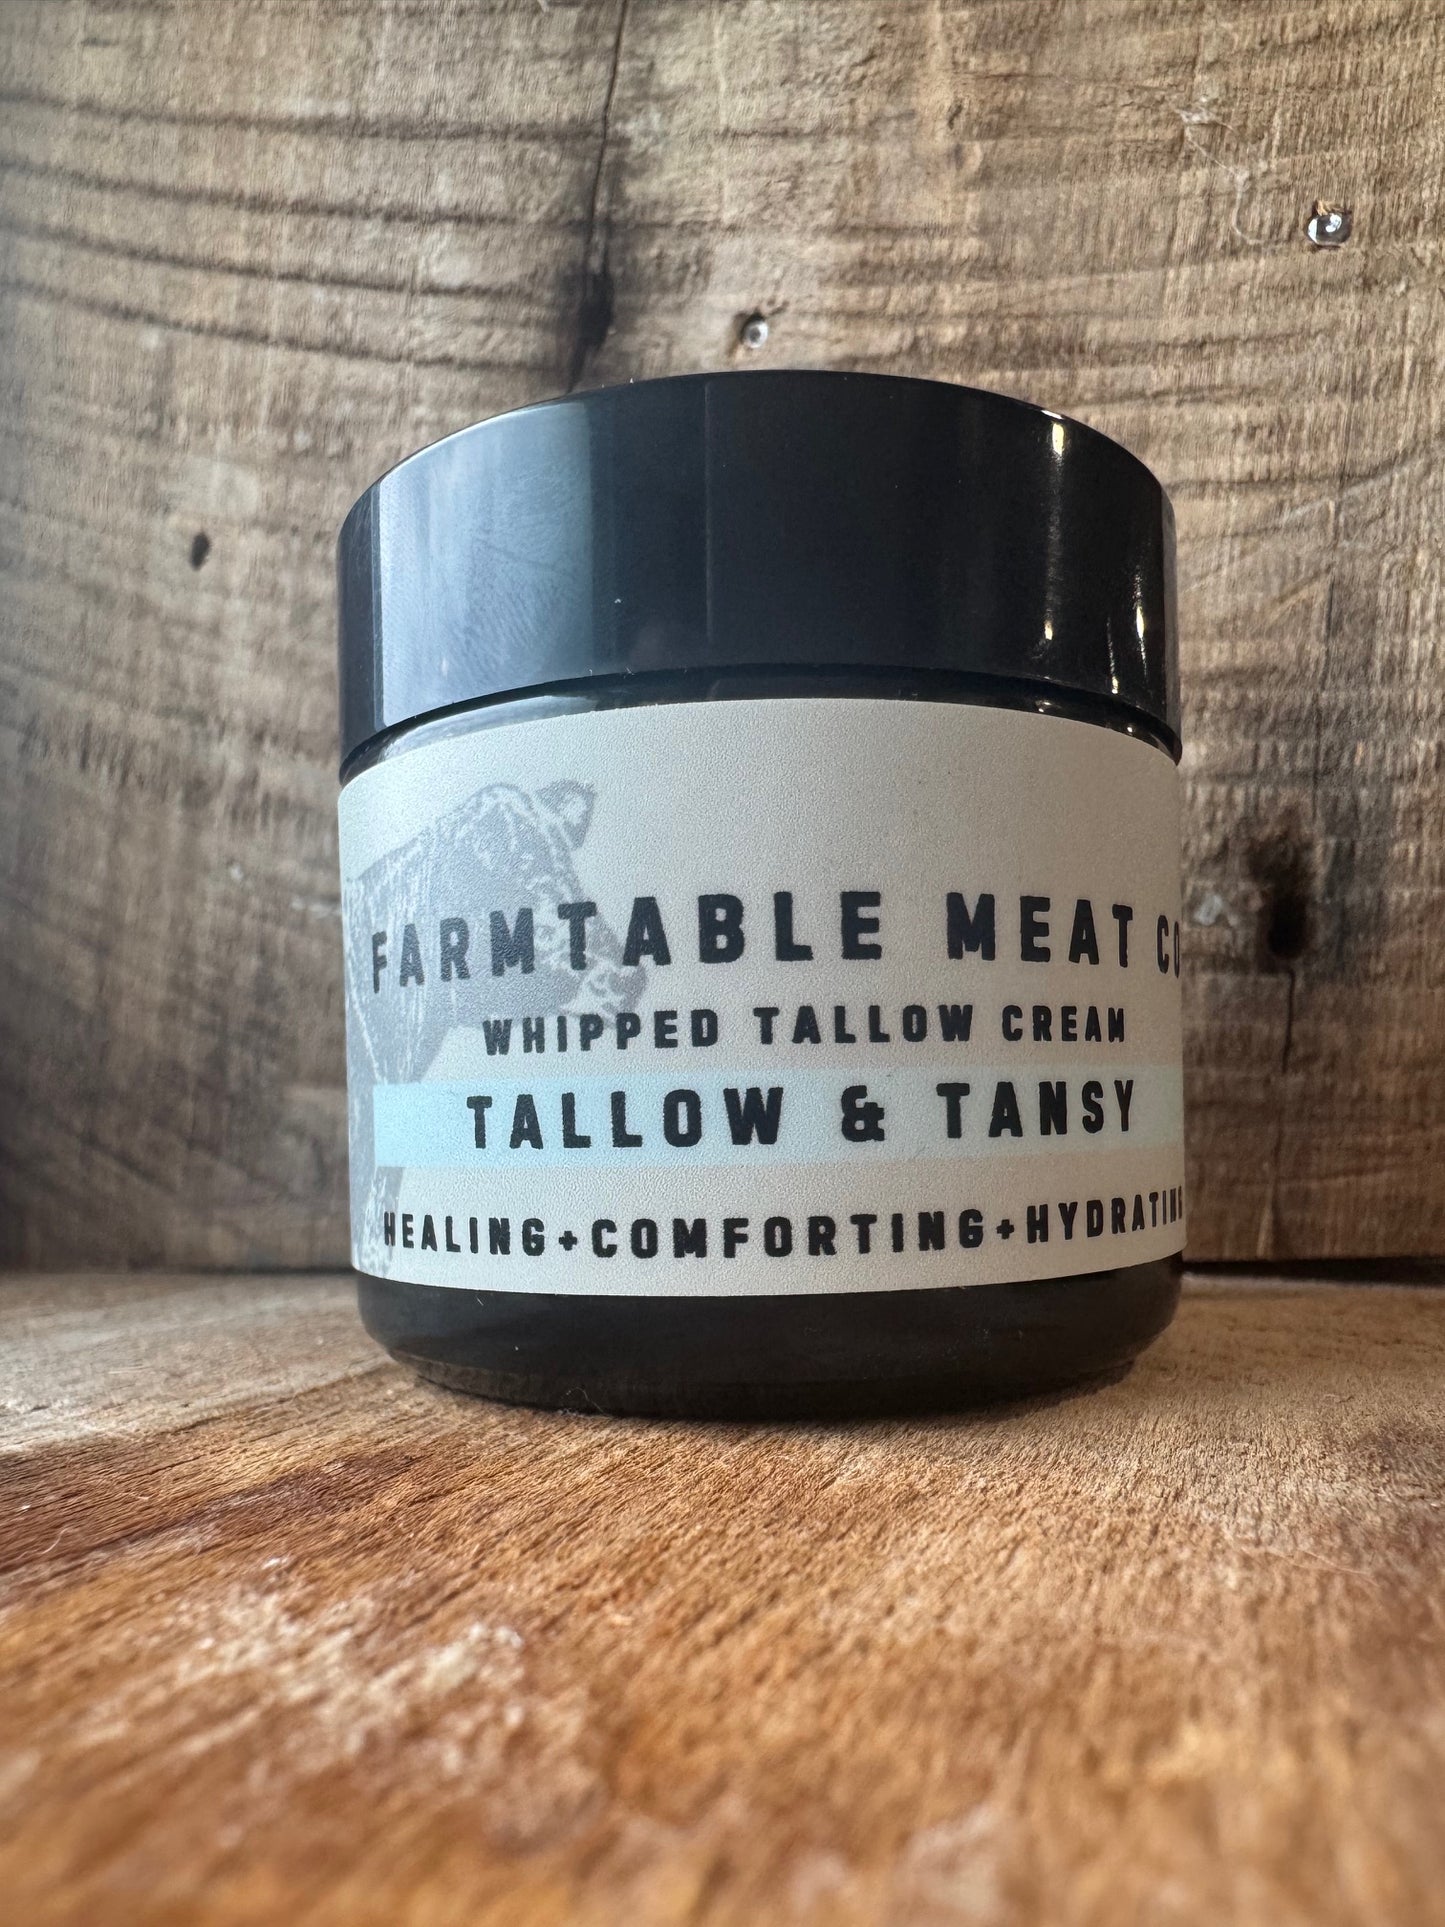 FARMTABLE MEAT CO
WHIPPED TALLOW CREAM
TALLOW & TANSY
HEALING+COMFORTING+HYDRATING